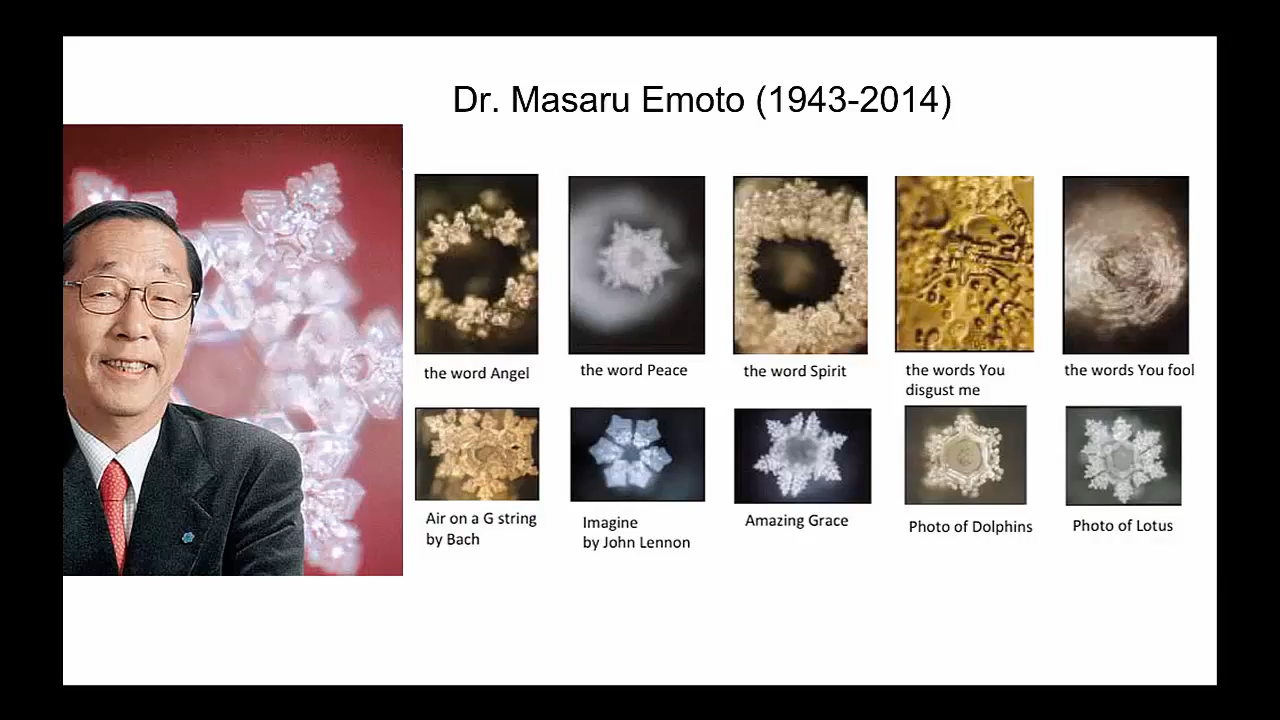 Dr. Masaru Emoto (1943-2014)
the word Angel
the word Peace
the word Spirit
the words You
disgust me
the words You fool
Air on a G string
by Bach
Imagine
by John Lennon
Amazing Grace
Photo of Dolphins
Photo of Lotus